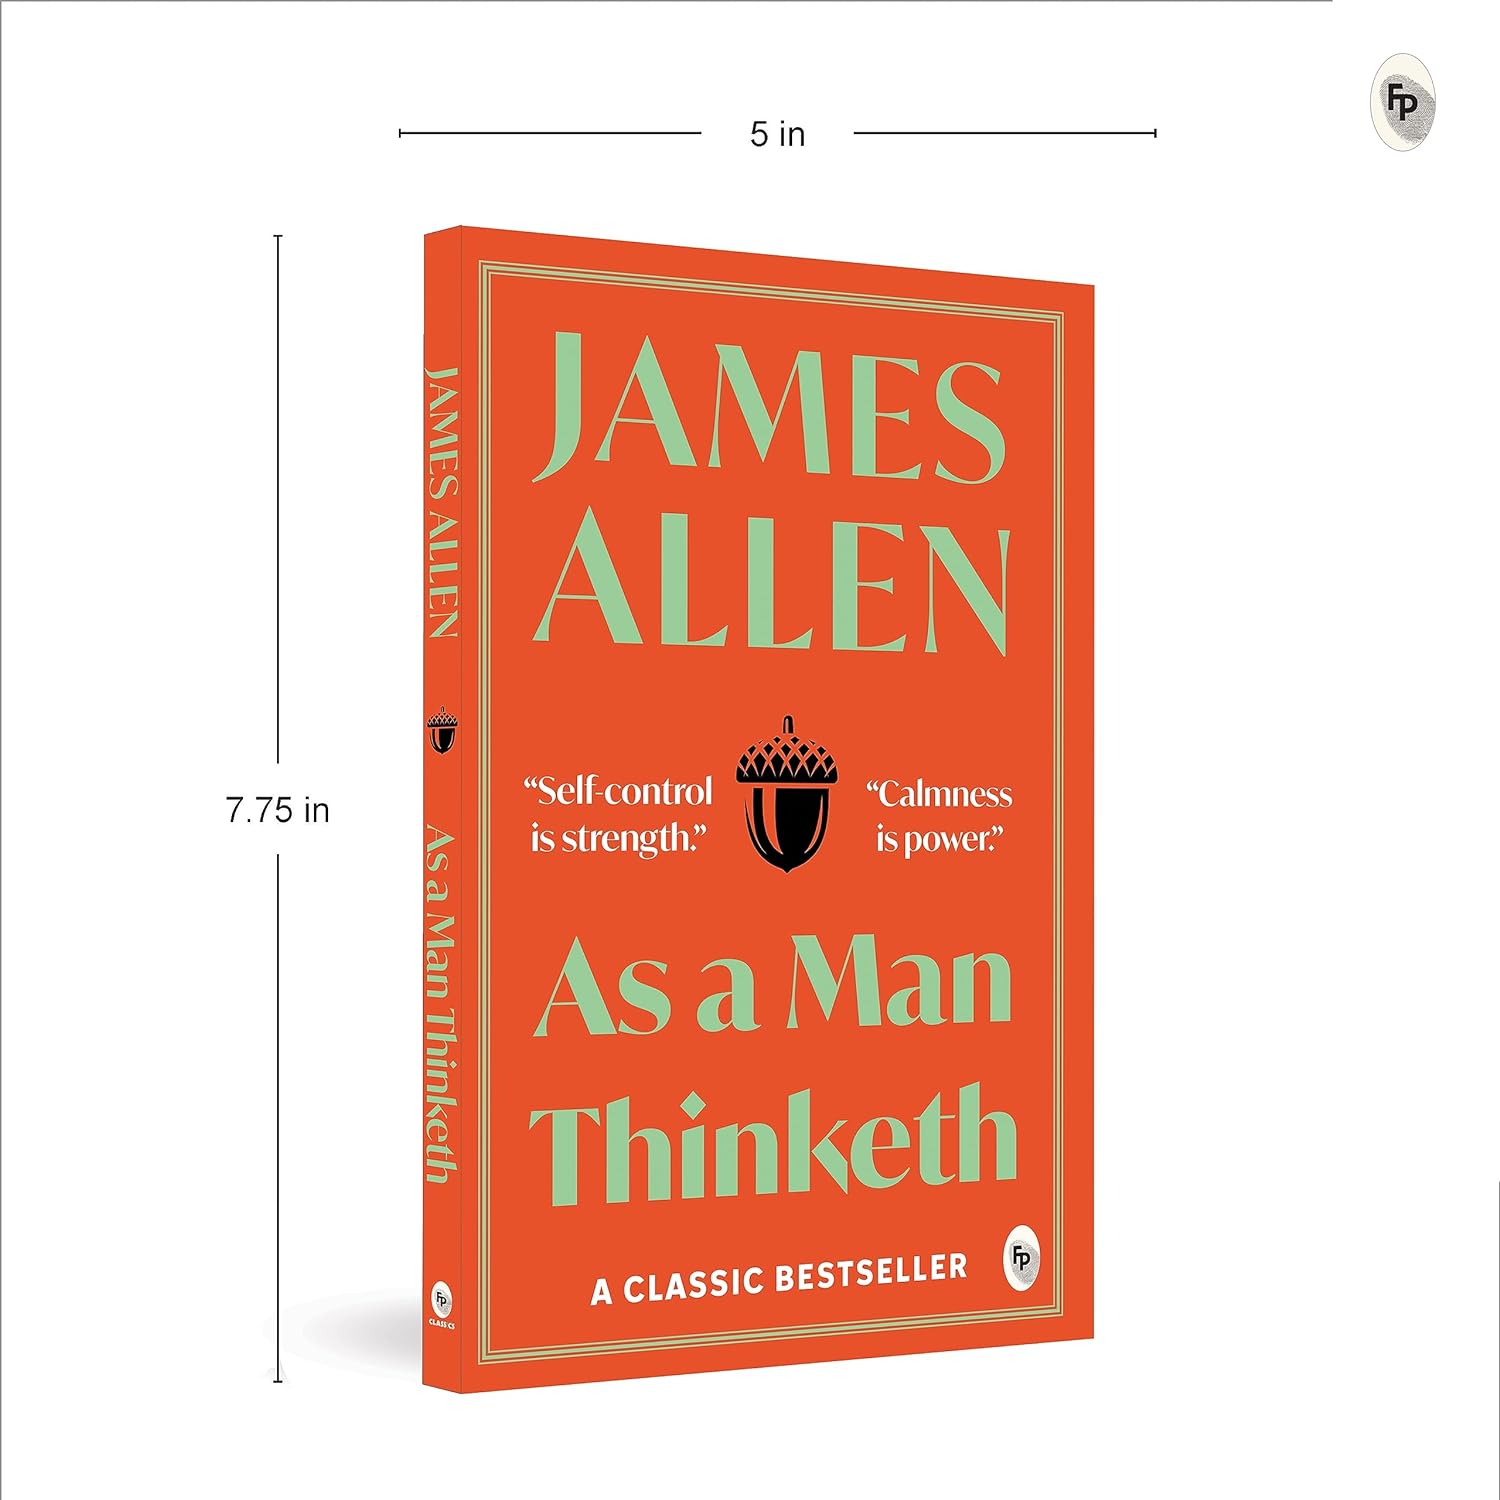 5 in
FP
7.75 in
JAMES ALLEN
As a Man Thinketh
FP
CLASSICS
JAMES
ALLEN
“Self-control
is strength.”
“Calmness
is power.”
As a Man
Thinketh
A CLASSIC BESTSELLER
FP